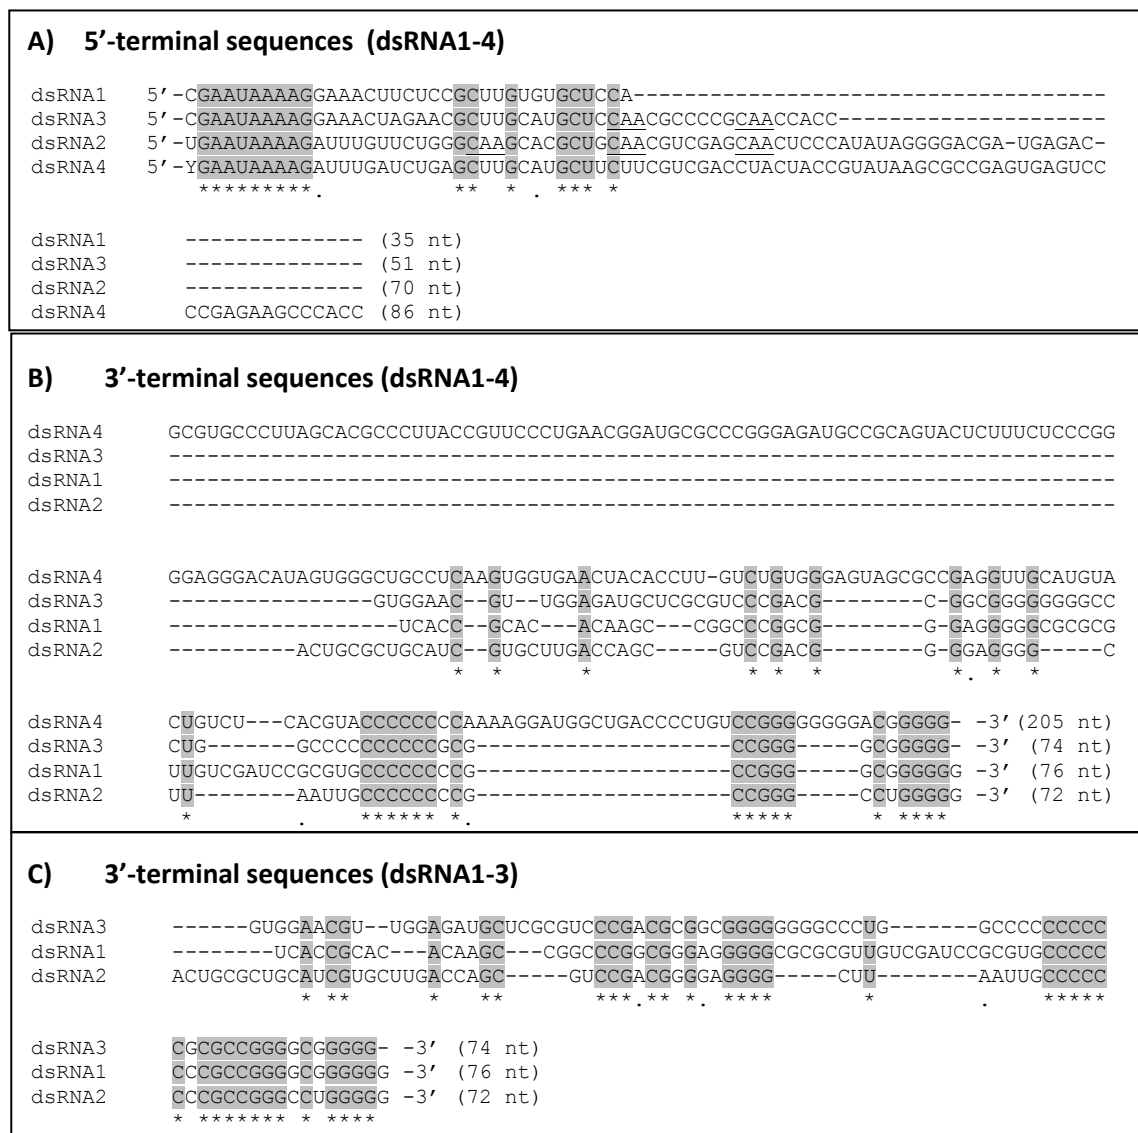 A) 5’-terminal sequences (dsRNA1-4)
dsRNA1 5’-CGAAUAAAAGGAAACUUCUCCGCUUGUGUGCUCCA-------------------------------------
dsRNA3 5’-CGAAUAAAAGGAAACUAGAACGCUUGCAUGCUCCAACGCCCCGCAACCACC---------------------
dsRNA2 5’-UGAAUAAAAGAUUUGUUCUGGGCAAGCACGCUGCAACGUCGAGCAACUCCCAUAUAGGGGACGA-UGAGAC-
dsRNA4 5’-YGAAUAAAAGAUUUGAUCUGAGCUUGCAUGCUUCUUCGUCGACCUACUACCGUAUAAGCGCCGAGUGAGUCC
*********. ** * . *** *
dsRNA1 -------------- (35 nt)
dsRNA3 -------------- (51 nt)
dsRNA2 -------------- (70 nt)
dsRNA4 CCGAGAAGCCCACC (86 nt)
B) 3’-terminal sequences (dsRNA1-4)
dsRNA4 GCGUGCCCUUAGCACGCCCUUACCGUUCCCUGAACGGAUGCGCCCGGGAGAUGCCGCAGUACUCUUUCUCCCGG
dsRNA3 ---------------------------------------------------------------------------
dsRNA1 ---------------------------------------------------------------------------
dsRNA2 ---------------------------------------------------------------------------
dsRNA4 GGAGGGACAUAGUGGGCUGCCUCAAGUGGUGAACUACACCUU-GUCUGUGGGAGUAGCGCCGAGGUUGCAUGUA
dsRNA3 ----------------GUGGAAC--GU--UGGAGAUGCUCGCGUCCCGACG--------C-GGCGGGGGGGGCC
dsRNA1 ------------------UCACC--GCAC---ACAAGC---CGGCCCGGCG--------G-GAGGGGGCGCGCG
dsRNA2 ----------ACUGCGCUGCAUC--GUGCUUGACCAGC---GUCCGACG--------G-GGAGGGG-----C
* * * * * * *. * *
dsRNA4 CUGUCU---CACGUACCCCCCCCAAAAGGAUGGCUGACCCCUGUCCGGGGGGGGACGGGGG- -3’ (205 nt)
dsRNA3 CUG-------GCCCCCCCCCCGCG--------------------CCGGG-----GCGGGGG- -3’ (74 nt)
dsRNA1 UUGUCGAUCCGCGUGCCCCCCCCG--------------------CCGGG-----GCGGGGGG -3’ (76 nt)
dsRNA2 UU--------AAUUGCCCCCCCCG--------------------CCGGG-----CCUGGGGG -3’ (72 nt)
* . ****** *. ***** * ****
C) 3’-terminal sequences (dsRNA1-3)
dsRNA3 ------GUGGAACGU--UGGAGAUGCUCGCGUCCCGACGCGGCGGGGGGGGCCCUG-------GCCCCCCCCC
dsRNA1 --------UCACCGCAC---ACAAGC---CGGCCCGGCGGGAGGGGGCGCGCGUUGUCGAUCCGCGUGCCCCC
dsRNA2 ACUGCGCUGCAUCGUGCUUGACCAGC-----GUCCGACGGGGAGGGG-----CUU--------AAUUGCCCCC
* ** * ** ***.** *. **** * . *****
dsRNA3 CGCGCCGGGGCGGGGG- -3’ (74 nt)
dsRNA1 CCCGCCGGGGCGGGGGG -3’ (76 nt)
dsRNA2 CCCGCCGGGCCUGGGGG -3’ (72 nt)
* ******* * ****